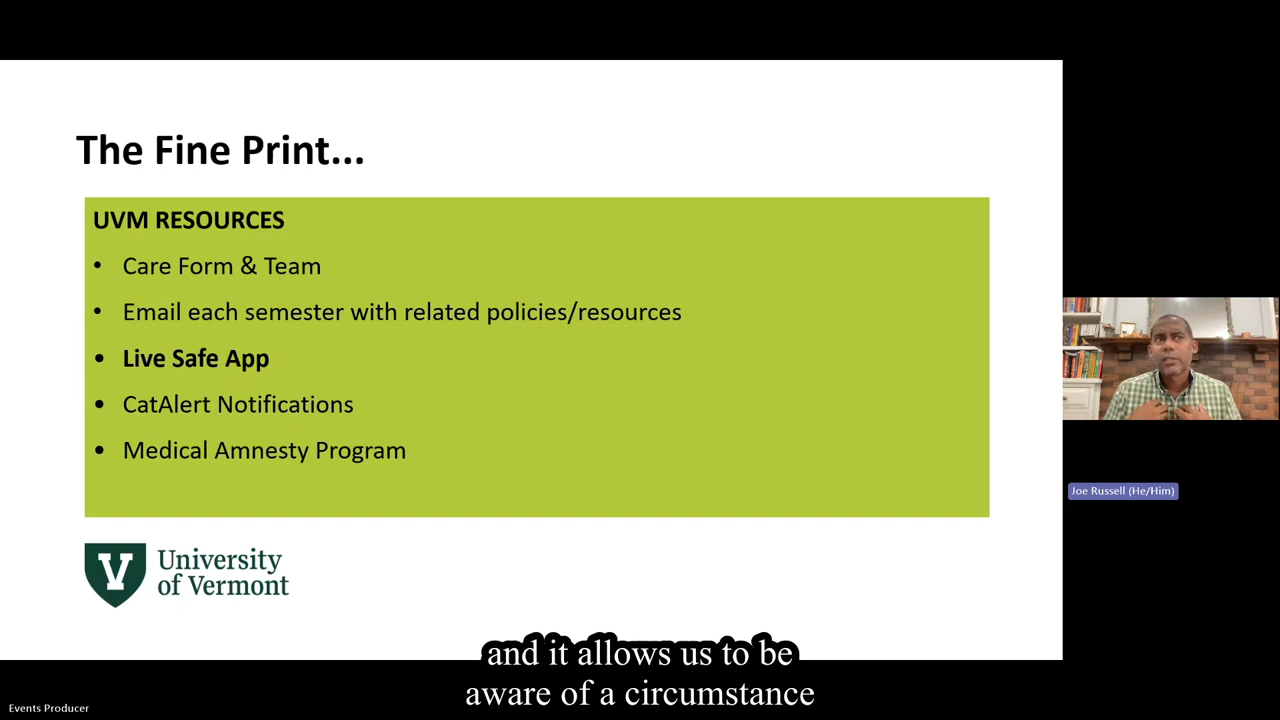 The Fine Print...
UVM RESOURCES
• Care Form & Team
• Email each semester with related policies/resources
• Live Safe App
• CatAlert Notifications
• Medical Amnesty Program
V
University
of Vermont
Joe Russell (He/Him)
and it allows us to be
aware of a circumstance
Events Producer